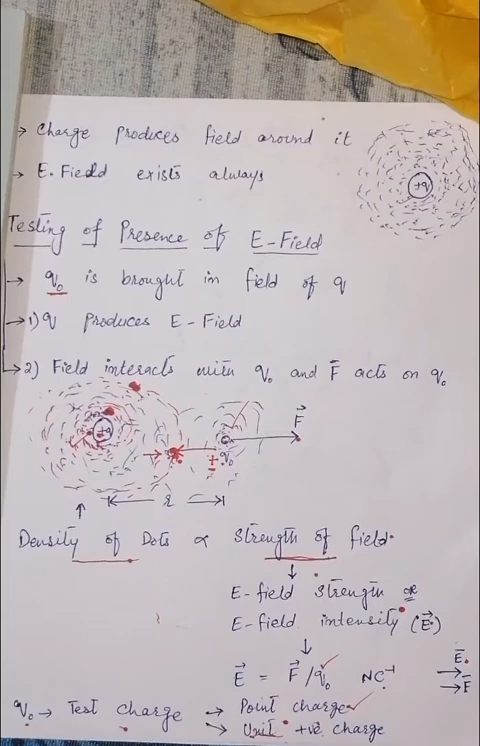 → Charge Produces field around it
+q
→ E. Field exists always
Testing of Presence of E-Field
→ q₀ is brought in field of q
→ 1) q Produces E-Field
→ 2) Field interacts with q₀ and F⃗ acts on q₀
+q
F⃗
+
q₀
r
Density of Dots ∝ Strength of field.
↓
E-field Strength OR
E-field intensity (E⃗)
↓
E⃗ = F⃗/q₀ NC⁻¹
E⃗
→ F⃗
q₀ → Test charge → Point charge
→ Unit +ve charge